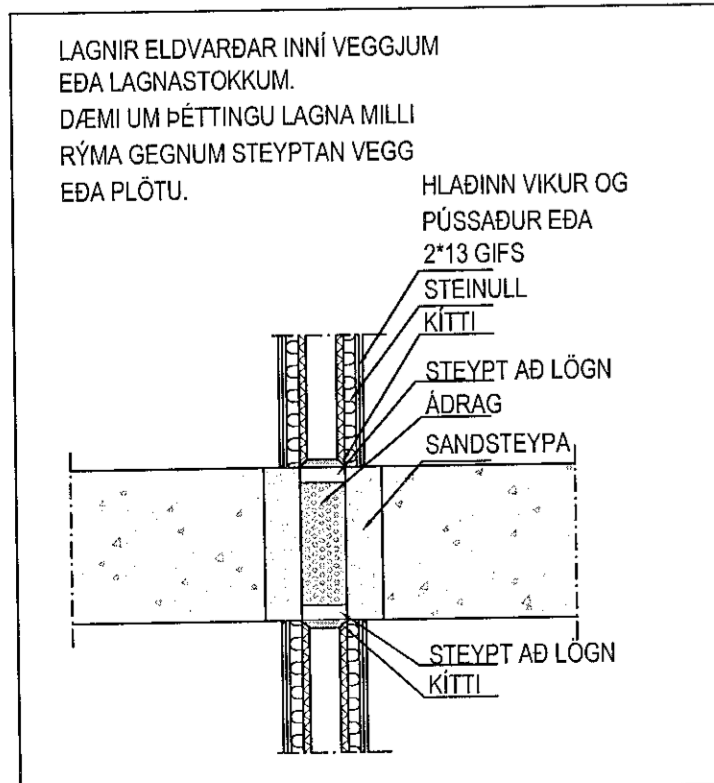 LAGNIR ELDVARÐAR INNÍ VEGGJUM
EÐA LAGNASTOKKUM.
DÆMI UM ÞÉTTINGU LAGNA MILLI
RÝMA GEGNUM STEYPTAN VEGG
EÐA PLÖTU.
HLAÐINN VIKUR OG
PÚSSAÐUR EÐA
2*13 GIFS
STEINULL
KÍTTI
STEYPT AÐ LÖGN
ÁDRAG
SANDSTEYPA
STEYPT AÐ LÖGN
KÍTTI